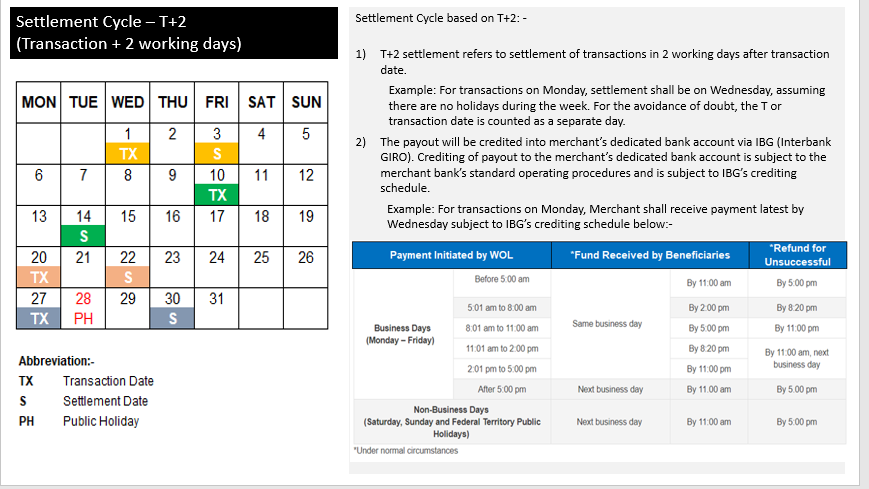 Settlement Cycle – T+2
(Transaction + 2 working days)
MON TUE WED THU FRI SAT SUN
1 2 3 4 5
TX S
6 7 8 9 10 11 12
TX
13 14 15 16 17 18 19
S
20 21 22 23 24 25 26
TX S
27 28 29 30 31
TX PH S
Abbreviation:-
TX Transaction Date
S Settlement Date
PH Public Holiday
Settlement Cycle based on T+2: -
1) T+2 settlement refers to settlement of transactions in 2 working days after transaction
date.
Example: For transactions on Monday, settlement shall be on Wednesday, assuming
there are no holidays during the week. For the avoidance of doubt, the T or
transaction date is counted as a separate day.
2) The payout will be credited into merchant's dedicated bank account via IBG (Interbank
GIRO). Crediting of payout to the merchant's dedicated bank account is subject to the
merchant bank's standard operating procedures and is subject to IBG's crediting
schedule.
Example: For transactions on Monday, Merchant shall receive payment latest by
Wednesday subject to IBG's crediting schedule below:-
Payment Initiated by WOL *Fund Received by Beneficiaries *Refund for
Unsuccessful
Business Days
(Monday – Friday)
Before 5:00 am Same business day By 11:00 am By 5:00 pm
5:01 am to 8:00 am By 2:00 pm By 8:20 pm
8:01 am to 11:00 am By 5:00 pm By 11:00 pm
11:01 am to 2:00 pm By 8:20 pm By 11:00 am, next
business day
2:01 pm to 5:00 pm By 11:00 pm
After 5:00 pm Next business day By 11.00 am By 5.00 pm
Non-Business Days
(Saturday, Sunday and Federal Territory Public
Holidays)
Next business day By 11:00 am By 5:00 pm
*Under normal circumstances